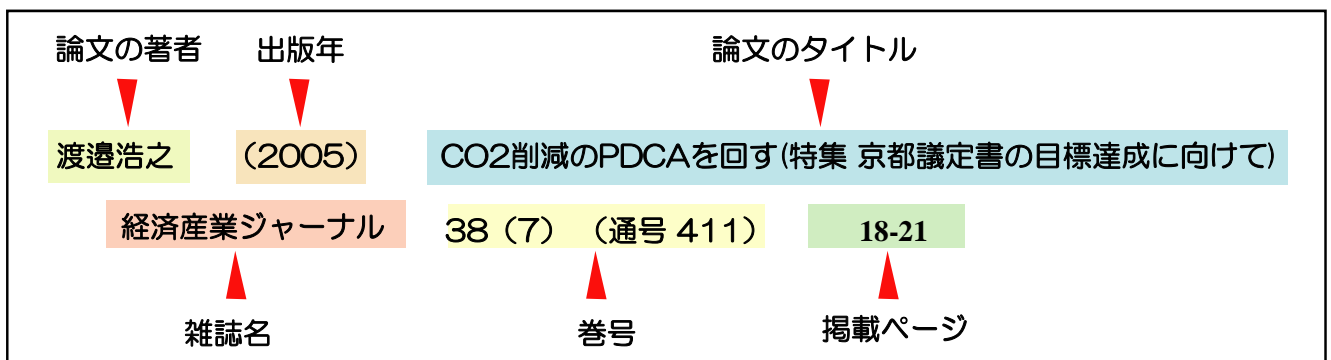 論文の著者 出版年 論文のタイトル
渡邉浩之 (2005) CO2削減のPDCAを回す(特集 京都議定書の目標達成に向けて)
経済産業ジャーナル 38(7) (通号 411) 18-21
雑誌名 巻号 掲載ページ